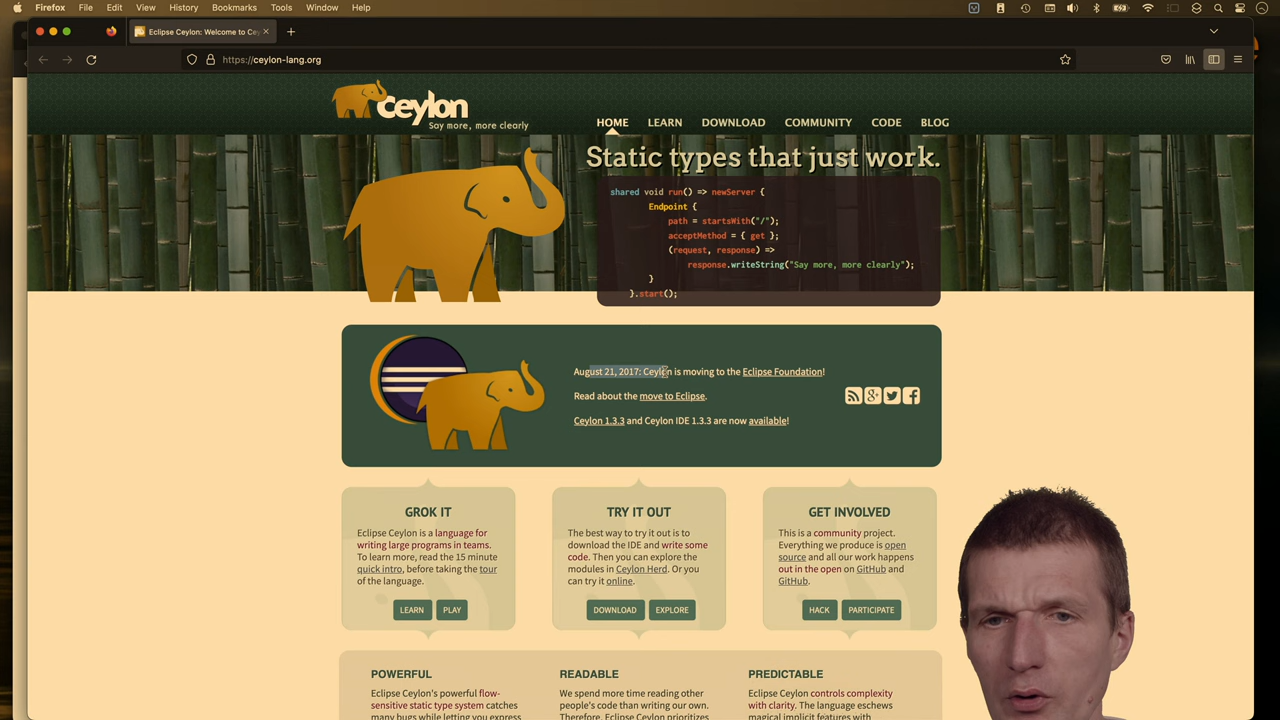 Firefox File Edit View History Bookmarks Tools Window Help
Eclipse Ceylon: Welcome to Cey
https://ceylon-lang.org
ceylon
Say more, more clearly
HOME LEARN DOWNLOAD COMMUNITY CODE BLOG
Static types that just work.
shared void run() => newServer {
Endpoint {
path = startsWith("/");
acceptMethod = { get };
(request, response) =>
response.writeString("Say more, more clearly");
}
}.start();
August 21, 2017: Ceylon is moving to the Eclipse Foundation!
Read about the move to Eclipse.
Ceylon 1.3.3 and Ceylon IDE 1.3.3 are now available!
GROK IT
Eclipse Ceylon is a language for
writing large programs in teams.
To learn more, read the 15 minute
quick intro, before taking the tour
of the language.
LEARN PLAY
TRY IT OUT
The best way to try it out is to
download the IDE and write some
code. Then you can explore the
modules in Ceylon Herd. Or you
can try it online.
DOWNLOAD EXPLORE
GET INVOLVED
This is a community project.
Everything we produce is open
source and all our work happens
out in the open on GitHub and
GitHub.
HACK PARTICIPATE
POWERFUL
Eclipse Ceylon's powerful flow-
sensitive static type system catches
many bugs while letting you express
READABLE
We spend more time reading other
people's code than writing our own.
Therefore, Eclipse Ceylon prioritizes
PREDICTABLE
Eclipse Ceylon controls complexity
with clarity. The language eschews
magical implicit features with